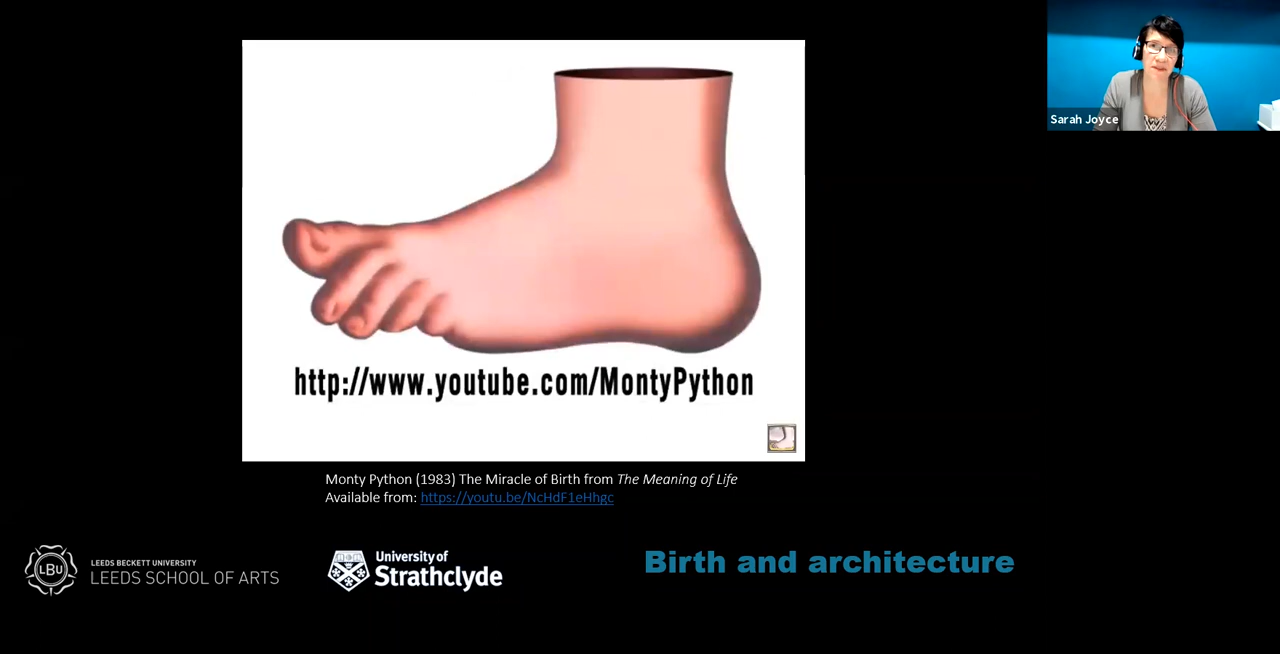 Sarah Joyce
http://www.youtube.com/MontyPython
Monty Python (1983) The Miracle of Birth from The Meaning of Life
Available from: https://youtu.be/NcHdF1eHhgc
LBU
LEEDS BECKETT UNIVERSITY
LEEDS SCHOOL OF ARTS
University of
Strathclyde
Birth and architecture